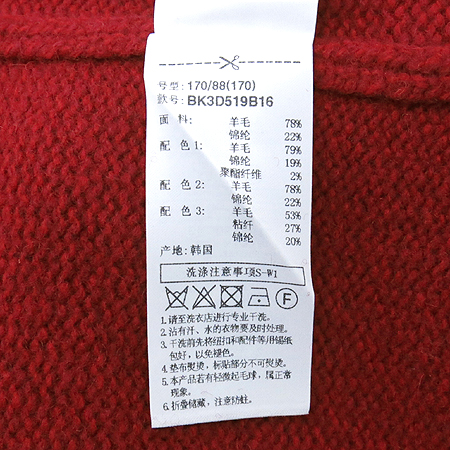 号型: 170/88(170)
款号: BK3D519B16
面 料: 羊毛 78%
锦纶 22%
配 色 1: 羊毛 79%
锦纶 19%
聚酯纤维 2%
配 色 2: 羊毛 78%
锦纶 22%
配 色 3: 羊毛 53%
粘纤 27%
锦纶 20%
产地: 韩国
洗涤注意事项S-W1
F
1.请至洗衣店进行专业干洗。
2.沾有汗、水的衣物要及时处理。
3.干洗前先将纽扣和配件等用锡纸
包好，以免褪色。
4.垫布熨烫，标贴部分不可熨烫。
5.本产品若有轻微起毛球，属正常
现象。
6.折叠储藏，注意防蛀。